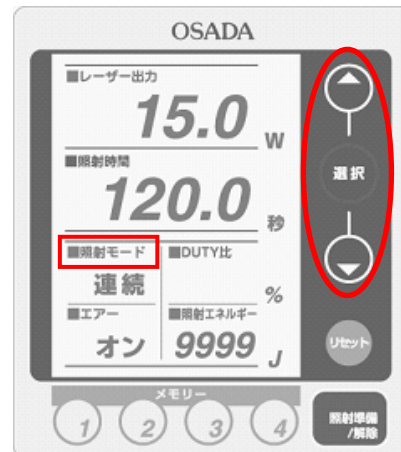 OSADA
■レーザー出力
15.0 W
■照射時間
120.0 秒
■照射モード
連続
■DUTY比
%
■エアー
オン
■照射エネルギー
9999 J
選択
リセット
メモリー
1 2 3 4
照射準備
/解除